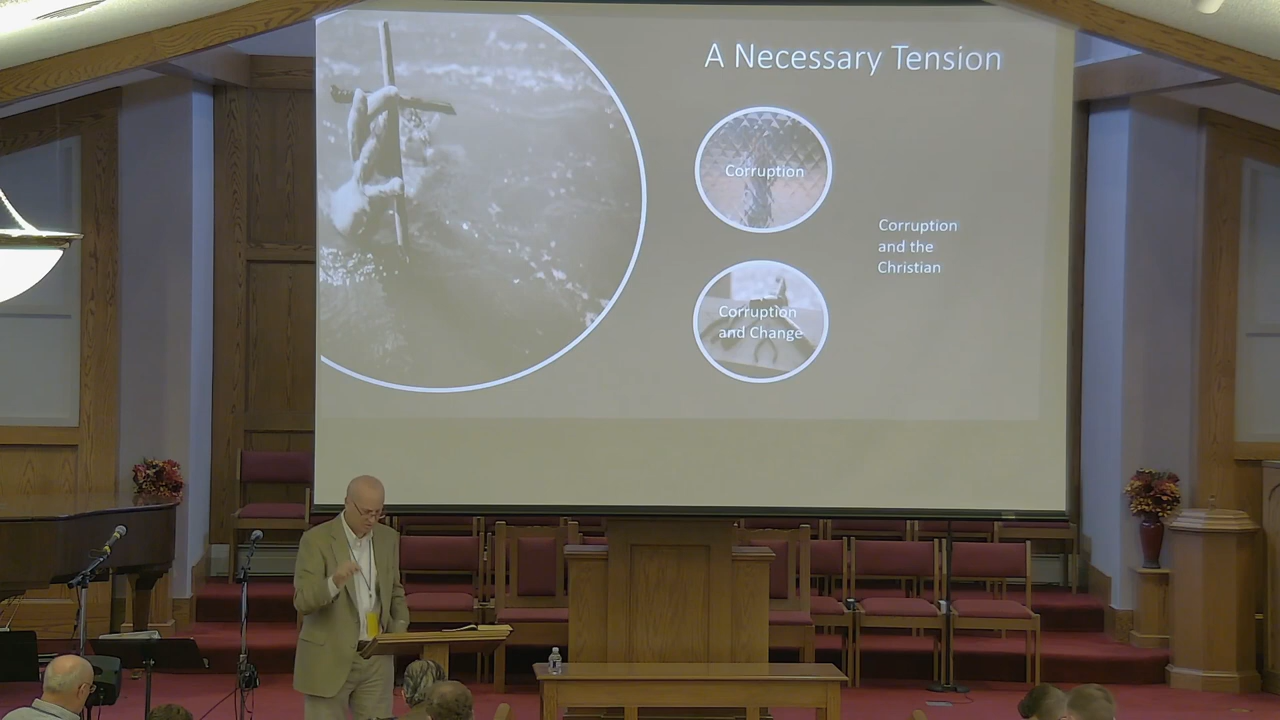 A Necessary Tension
Corruption
Corruption
and the
Christian
Corruption
and Change